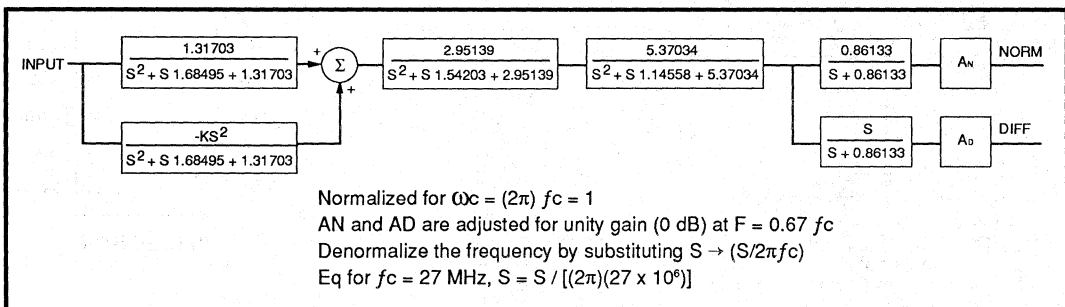 1.31703
2.95139
5.37034
0.86133
NORM
INPUT
S² + S 1.68495 + 1.31703
+
Σ
S² + S 1.54203 + 2.95139
S² + S 1.14558 + 5.37034
S + 0.86133
AN
+
-KS²
S² + S 1.68495 + 1.31703
S
S + 0.86133
AD
DIFF
Normalized for ωc = (2π) fc = 1
AN and AD are adjusted for unity gain (0 dB) at F = 0.67 fc
Denormalize the frequency by substituting S → (S/2πfc)
Eq for fc = 27 MHz, S = S / [(2π)(27 x 10⁶)]